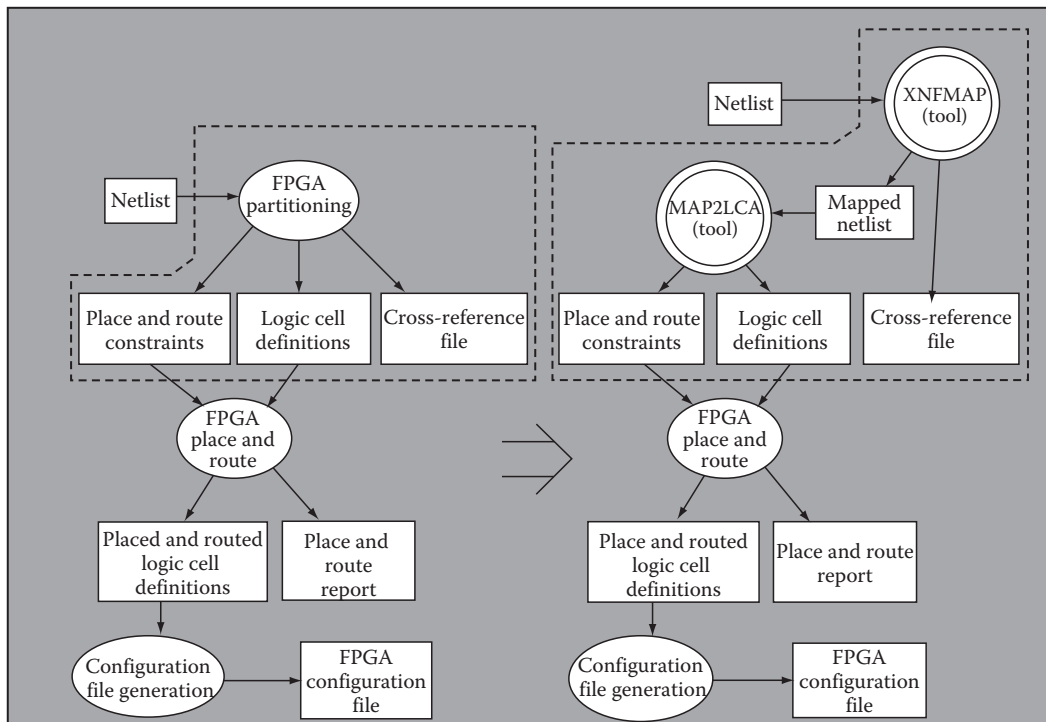 Netlist
FPGA
partitioning
Place and route
constraints
Logic cell
definitions
Cross-reference
file
FPGA
place and
route
Placed and routed
logic cell
definitions
Place and
route
report
Configuration
file generation
FPGA
configuration
file
Netlist
XNFMAP
(tool)
MAP2LCA
(tool)
Mapped
netlist
Place and route
constraints
Logic cell
definitions
Cross-reference
file
FPGA
place and
route
Place and routed
logic cell
definitions
Place and route
report
Configuration
file generation
FPGA
configuration
file